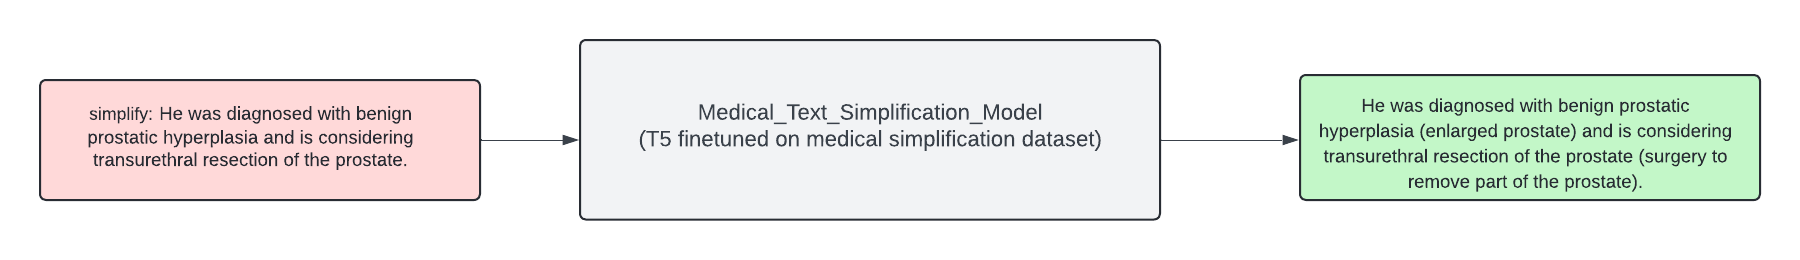 simplify: He was diagnosed with benign
prostatic hyperplasia and is considering
transurethral resection of the prostate.
Medical_Text_Simplification_Model
(T5 finetuned on medical simplification dataset)
He was diagnosed with benign prostatic
hyperplasia (enlarged prostate) and is considering
transurethral resection of the prostate (surgery to
remove part of the prostate).